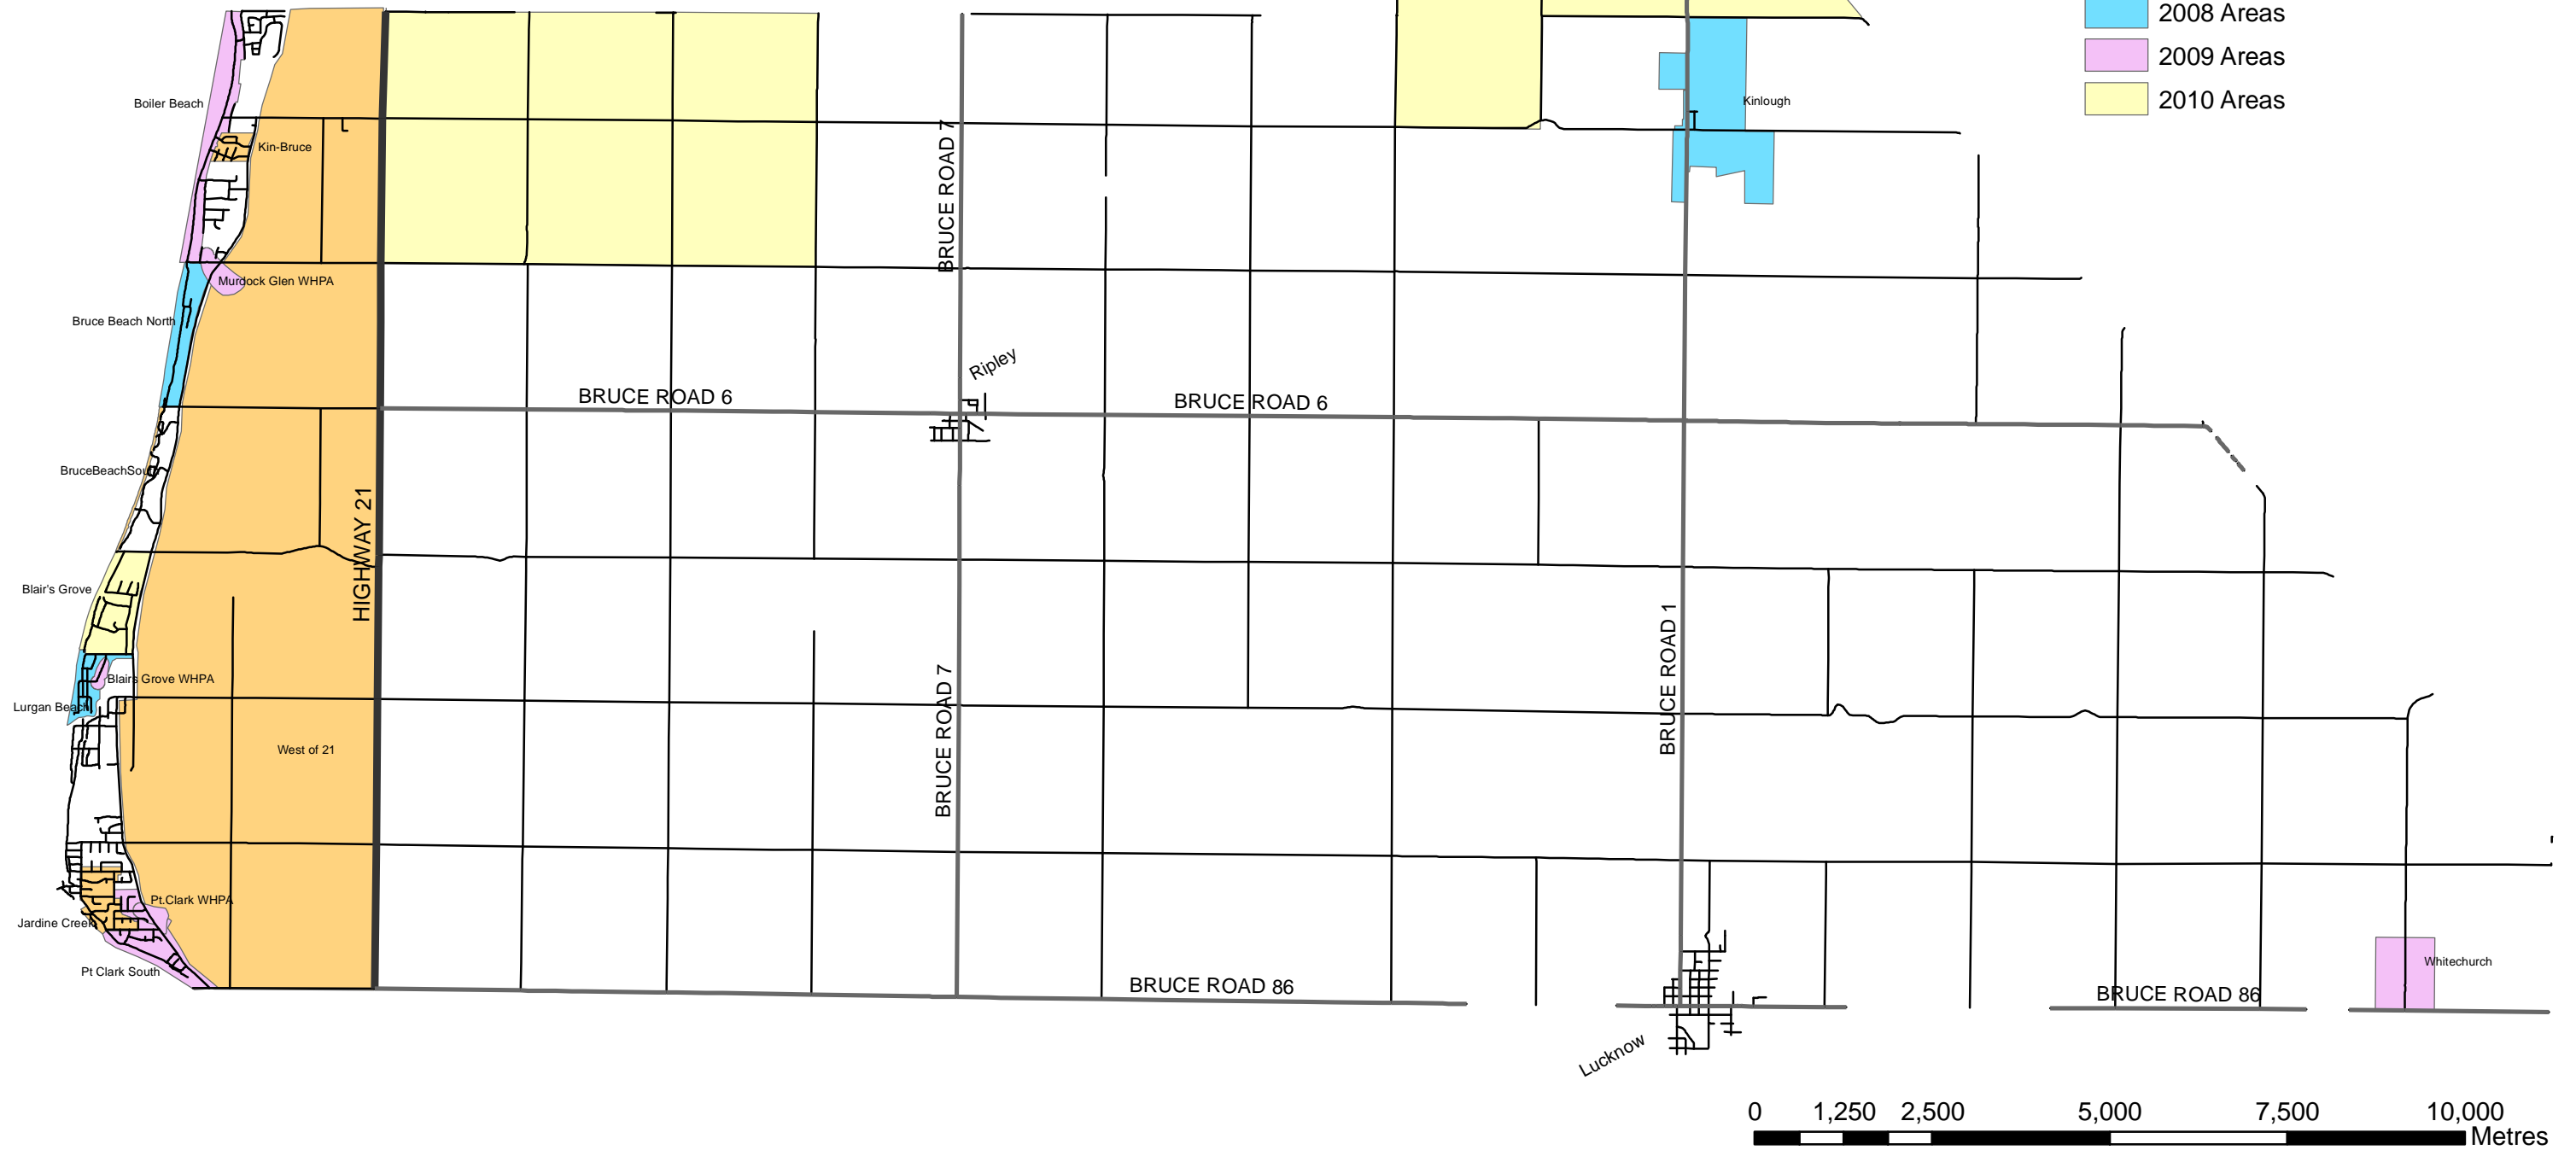 2008 Areas
2009 Areas
2010 Areas
Boiler Beach
Kinlough
Kin-Bruce
BRUCE ROAD 7
Murdock Glen WHPA
Bruce Beach North
Ripley
BRUCE ROAD 6
BRUCE ROAD 6
BruceBeachSouth
HIGHWAY 21
Blair's Grove
BRUCE ROAD 1
Blairs Grove WHPA
Lurgan Beach
BRUCE ROAD 7
West of 21
Pt.Clark WHPA
Jardine Creek
Pt Clark South
Whitechurch
BRUCE ROAD 86
BRUCE ROAD 86
Lucknow
0 1,250 2,500 5,000 7,500 10,000
Metres